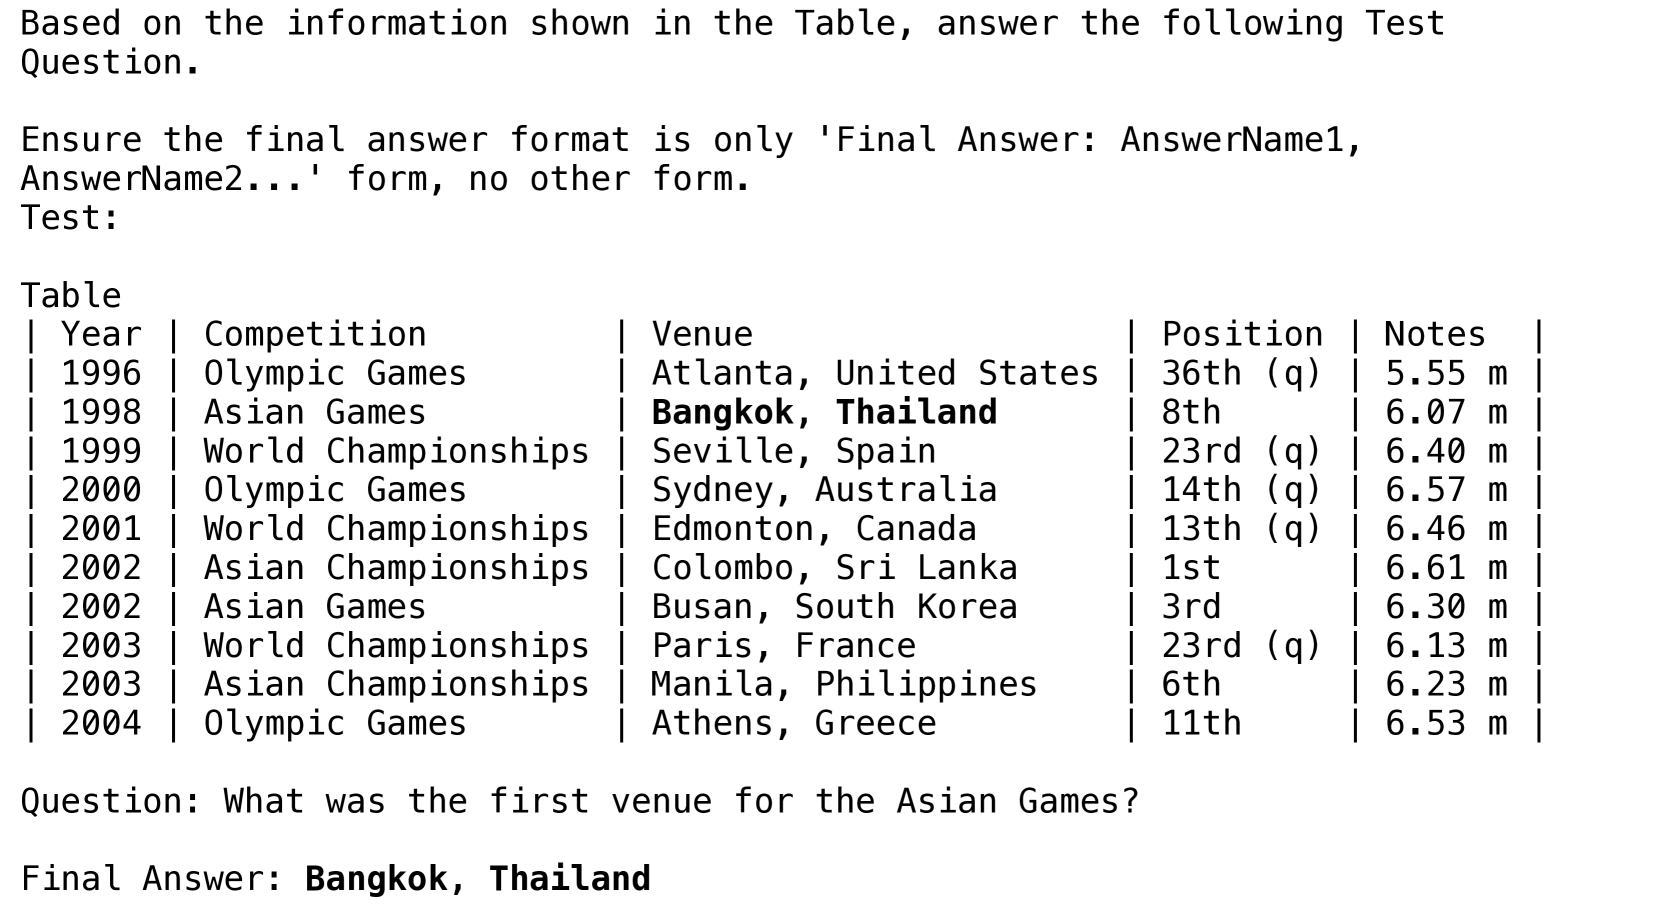 Based on the information shown in the Table, answer the following Test
Question.

Ensure the final answer format is only 'Final Answer: AnswerName1,
AnswerName2...' form, no other form.
Test:

Table
| Year | Competition         | Venue                  | Position | Notes  |
| 1996 | Olympic Games       | Atlanta, United States | 36th (q) | 5.55 m |
| 1998 | Asian Games         | Bangkok, Thailand      | 8th      | 6.07 m |
| 1999 | World Championships | Seville, Spain         | 23rd (q) | 6.40 m |
| 2000 | Olympic Games       | Sydney, Australia      | 14th (q) | 6.57 m |
| 2001 | World Championships | Edmonton, Canada       | 13th (q) | 6.46 m |
| 2002 | Asian Championships | Colombo, Sri Lanka     | 1st      | 6.61 m |
| 2002 | Asian Games         | Busan, South Korea     | 3rd      | 6.30 m |
| 2003 | World Championships | Paris, France          | 23rd (q) | 6.13 m |
| 2003 | Asian Championships | Manila, Philippines    | 6th      | 6.23 m |
| 2004 | Olympic Games       | Athens, Greece         | 11th     | 6.53 m |

Question: What was the first venue for the Asian Games?

Final Answer: Bangkok, Thailand